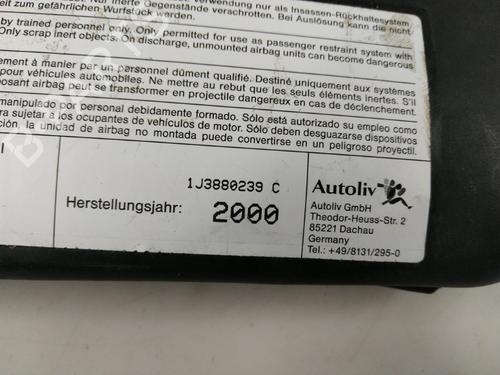 Verwendung nur als Insassen-Rückhaltesystem
zeit zum gefährlichen Wurfstück werden. Nur inerte Gegenstände verschrotten. Bei Auslösung kann die nicht
by trained personnel only. Only permitted for use as passenger restraint system with
Only scrap inert objects. On discharge, unmounted airbag units can become dangerous
ement à manier par un personnel dûment qualifié. Destiné uniquement aux systèmes
pour véhicules automobiles. Ne mettre au rebut que les seuls éléments inertes. S'il
posant airbag peut se transformer en projectile dangereux en cas de déclenchement.
manipulado por personal debidamente formado. Sólo está autorizado su empleo como
ra sujetar a los ocupantes de vehículos de motor. Sólo deben desguazarse dispositivos
ón, la unidad de airbag no montada puede convertirse en un peligroso proyectil.
1J3880239 C
Herstellungsjahr: 2000
Autoliv
Autoliv GmbH
Theodor-Heuss-Str. 2
85221 Dachau
Germany
Tel.: +49/8131/295-0